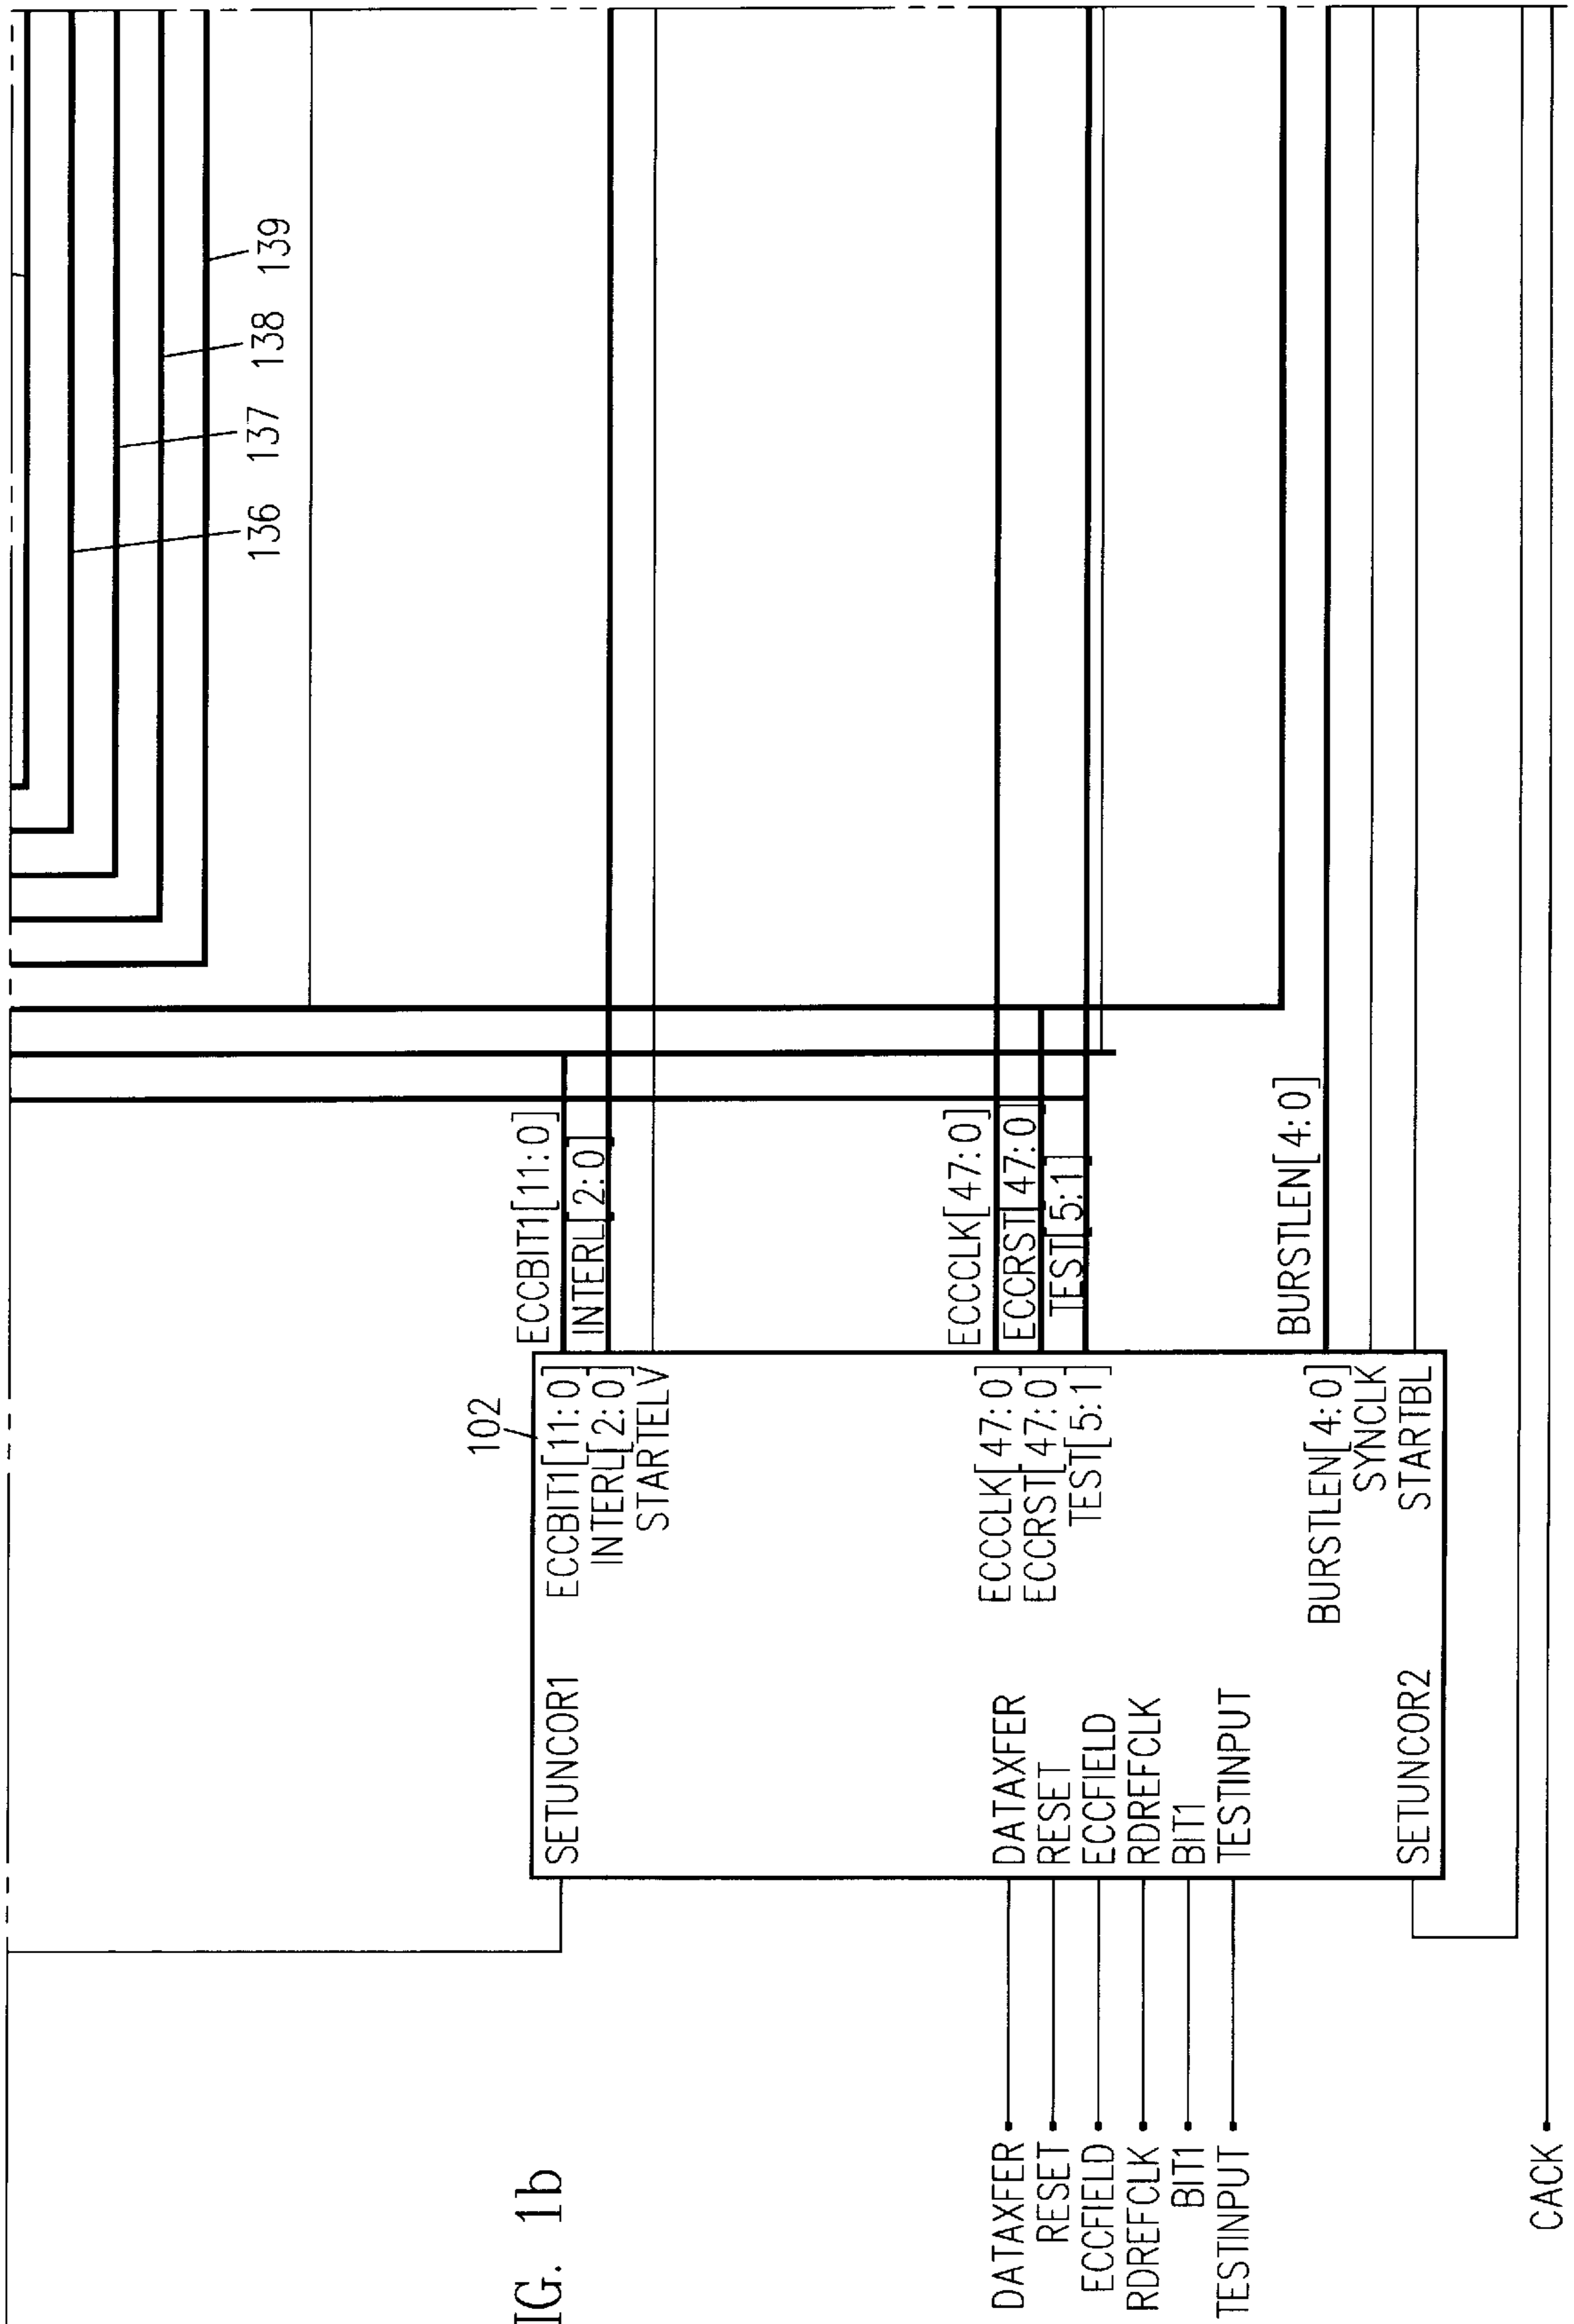 136
137
138
139
IG. 1b
102
SETUNCOR1
ECCBIT1[11:0]
INTERL[2:0]
STARTELV
DATAXFER
RESET
ECCFIELD
RDREFCLK
BIT1
TESTINPUT
ECCCLK[47:0]
ECCRST[47:0]
TEST[5:1]
BURSTLEN[4:0]
SYNCLK
STARTBL
SETUNCOR2
ECCBIT1[11:0]
INTERL[2:0]
ECCCLK[47:0]
ECCRST[47:0]
TEST[5:1]
BURSTLEN[4:0]
DATAXFER
RESET
ECCFIELD
RDREFCLK
BIT1
TESTINPUT
CACK